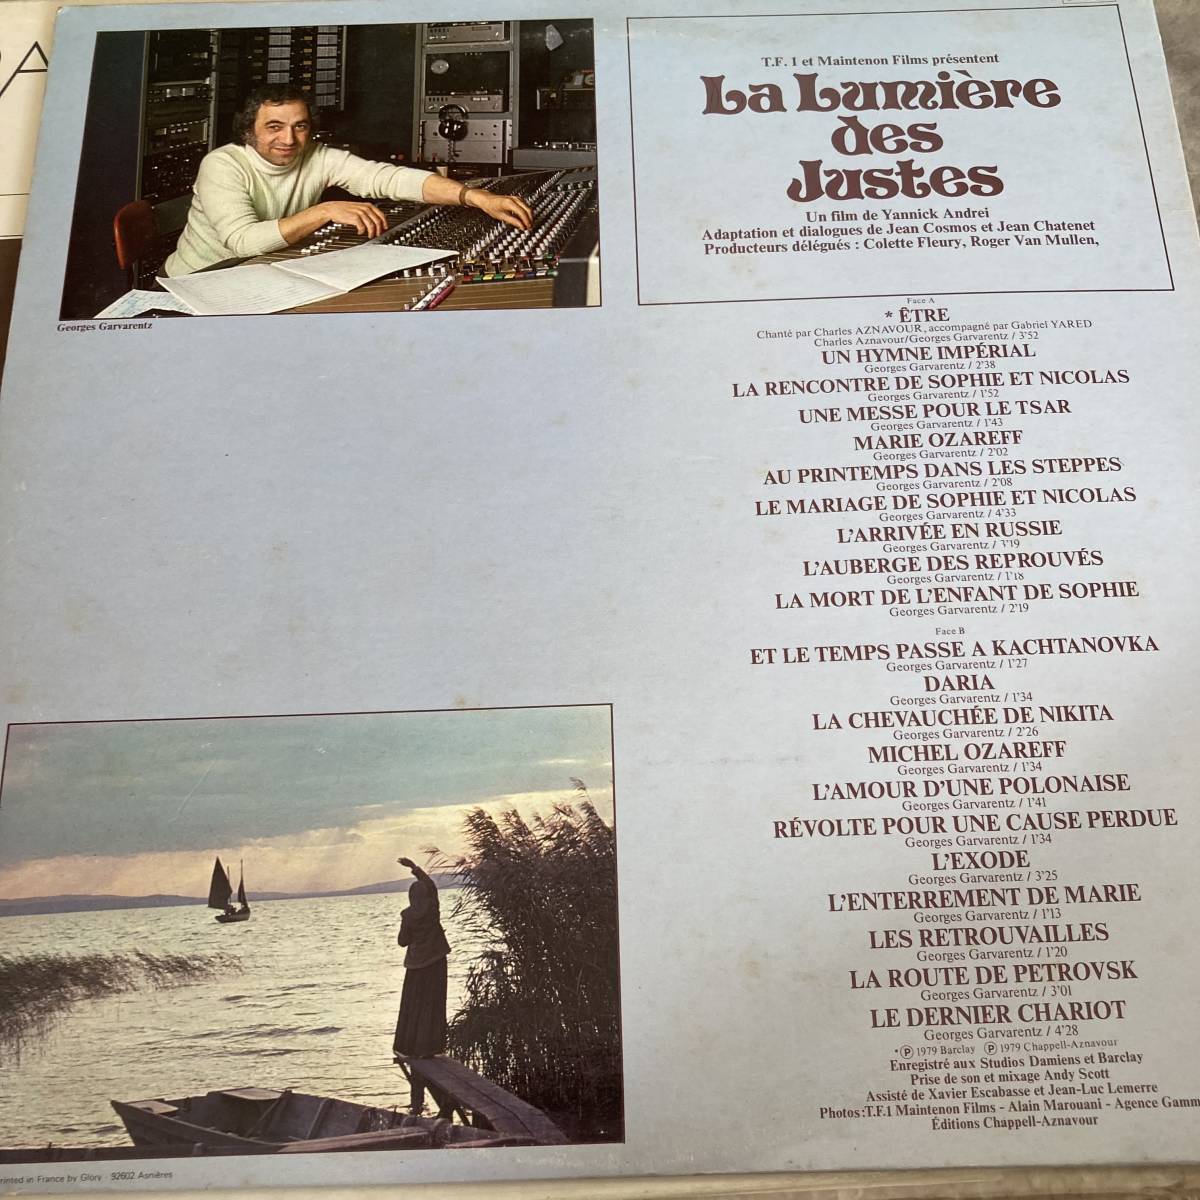 Georges Garvarentz
T.F. 1 et Maintenon Films présentent
La Lumière
des
Justes
Un film de Yannick Andrei
Adaptation et dialogues de Jean Cosmos et Jean Chatenet
Producteurs délégués : Colette Fleury, Roger Van Mullen,
Face A
* ÊTRE
Chanté par Charles AZNAVOUR, accompagné par Gabriel YARED
Charles Aznavour/Georges Garvarentz / 3'52
UN HYMNE IMPÉRIAL
Georges Garvarentz / 2'38
LA RENCONTRE DE SOPHIE ET NICOLAS
Georges Garvarentz / 1'52
UNE MESSE POUR LE TSAR
Georges Garvarentz / 1'43
MARIE OZAREFF
Georges Garvarentz / 2'02
AU PRINTEMPS DANS LES STEPPES
Georges Garvarentz / 2'08
LE MARIAGE DE SOPHIE ET NICOLAS
Georges Garvarentz / 4'33
L'ARRIVÉE EN RUSSIE
Georges Garvarentz / 3'19
L'AUBERGE DES REPROUVÉS
Georges Garvarentz / 1'18
LA MORT DE L'ENFANT DE SOPHIE
Georges Garvarentz / 2'19
Face B
ET LE TEMPS PASSE A KACHTANOVKA
Georges Garvarentz / 1'27
DARIA
Georges Garvarentz / 1'34
LA CHEVAUCHÉE DE NIKITA
Georges Garvarentz / 2'26
MICHEL OZAREFF
Georges Garvarentz / 1'34
L'AMOUR D'UNE POLONAISE
Georges Garvarentz / 1'41
RÉVOLTE POUR UNE CAUSE PERDUE
Georges Garvarentz / 1'34
L'EXODE
Georges Garvarentz / 3'25
L'ENTERREMENT DE MARIE
Georges Garvarentz / 1'13
LES RETROUVAILLES
Georges Garvarentz / 1'20
LA ROUTE DE PETROVSK
Georges Garvarentz / 3'01
LE DERNIER CHARIOT
Georges Garvarentz / 4'28
* ℗ 1979 Barclay ℗ 1979 Chappell-Aznavour
Enregistré aux Studios Damiens et Barclay
Prise de son et mixage Andy Scott
Assisté de Xavier Escabasse et Jean-Luc Lemerre
Photos : T.F.1 Maintenon Films - Alain Marouani - Agence Gamm
Éditions Chappell-Aznavour
rinted in France by Glory - 92602 Asnières